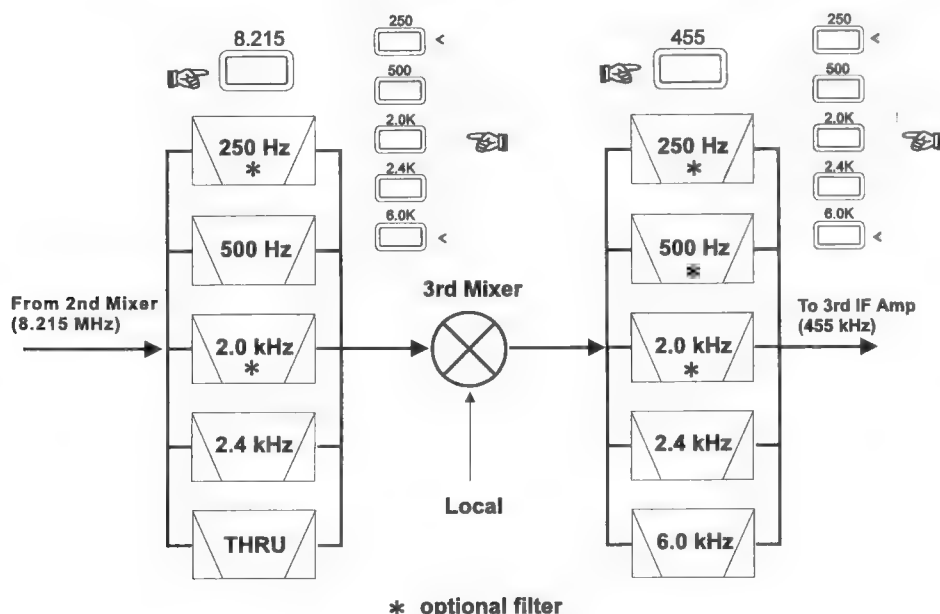 8.215
250
<
500
2.0K
2.4K
6.0K
<
250 Hz
*
500 Hz
2.0 kHz
*
2.4 kHz
THRU
From 2nd Mixer
(8.215 MHz)
3rd Mixer
Local
455
250
<
500
2.0K
2.4K
6.0K
<
250 Hz
*
500 Hz
*
2.0 kHz
*
2.4 kHz
6.0 kHz
To 3rd IF Amp
(455 kHz)
* optional filter